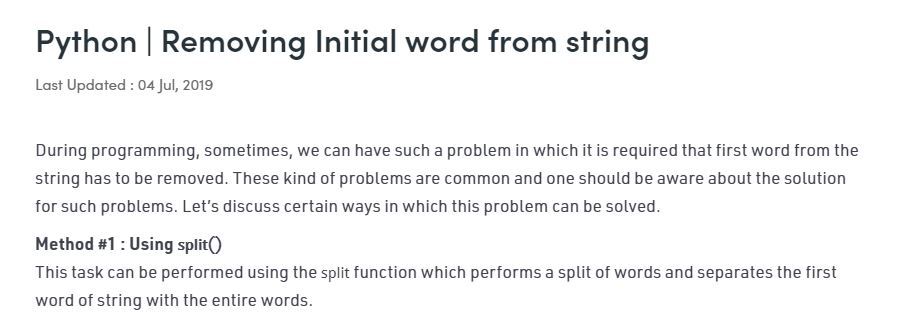 Python | Removing Initial word from string
Last Updated : 04 Jul, 2019
During programming, sometimes, we can have such a problem in which it is required that first word from the
string has to be removed. These kind of problems are common and one should be aware about the solution
for such problems. Let’s discuss certain ways in which this problem can be solved.
Method #1 : Using split()
This task can be performed using the split function which performs a split of words and separates the first
word of string with the entire words.